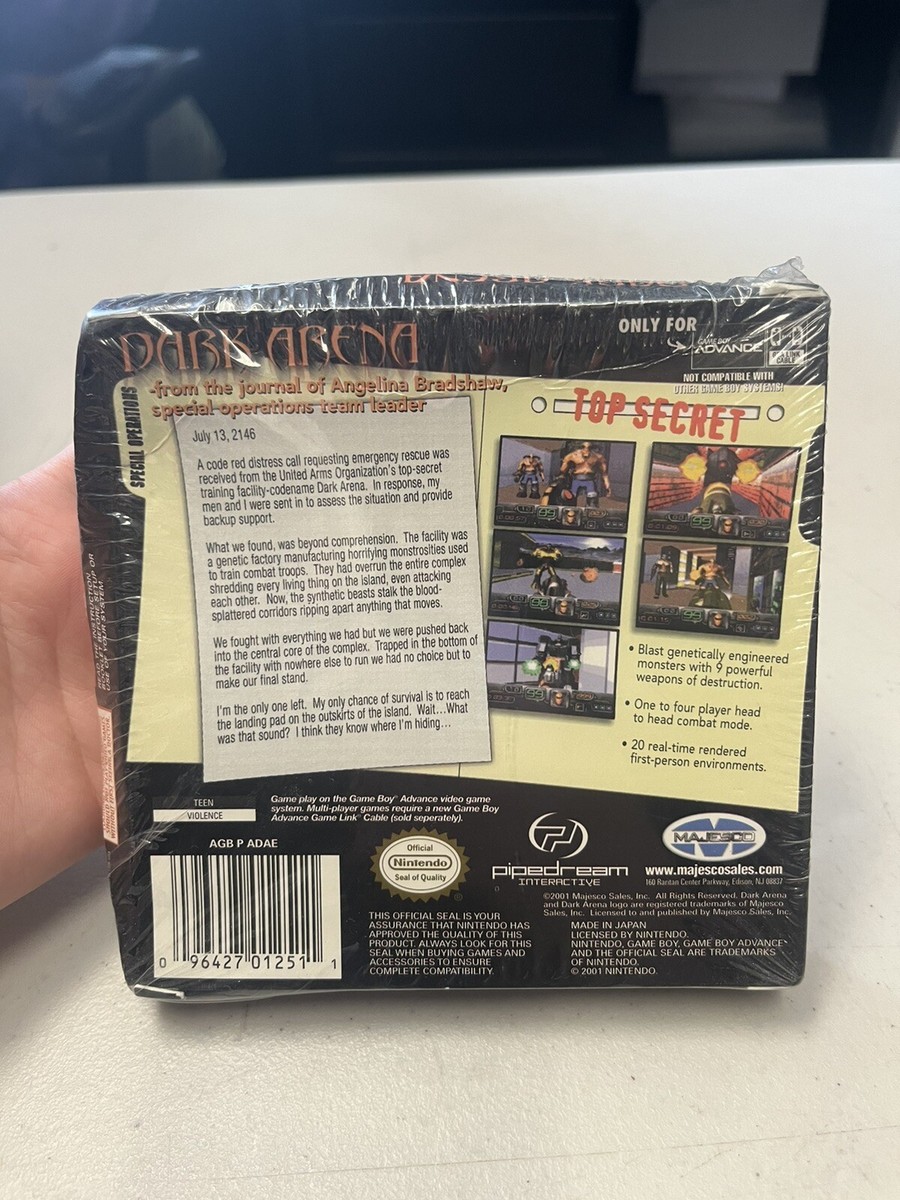 DARK ARENA
ONLY FOR
GAME BOY
ADVANCE
NOT COMPATIBLE WITH
OTHER GAME BOY SYSTEMS!
-from the journal of Angelina Bradshaw,
special operations team leader
SPECIAL OPERATIONS
TOP SECRET
July 13, 2146
A code red distress call requesting emergency rescue was
received from the United Arms Organization's top-secret
training facility-codename Dark Arena. In response, my
men and I were sent in to assess the situation and provide
backup support.
What we found, was beyond comprehension. The facility was
a genetic factory manufacturing horrifying monstrosities used
to train combat troops. They had overrun the entire complex
shredding every living thing on the island, even attacking
each other. Now, the synthetic beasts stalk the blood-
splattered corridors ripping apart anything that moves.
We fought with everything we had but we were pushed back
into the central core of the complex. Trapped in the bottom of
the facility with nowhere else to run we had no choice but to
make our final stand.
I'm the only one left. My only chance of survival is to reach
the landing pad on the outskirts of the island. Wait...What
was that sound? I think they know where I'm hiding...
• Blast genetically engineered
monsters with 9 powerful
weapons of destruction.
• One to four player head
to head combat mode.
• 20 real-time rendered
first-person environments.
TEEN
VIOLENCE
Game play on the Game Boy® Advance video game
system. Multi-player games require a new Game Boy
Advance Game Link® Cable (sold seperately).
AGB P ADAE
0 96427 01251 1
Official
Nintendo
Seal of Quality
THIS OFFICIAL SEAL IS YOUR
ASSURANCE THAT NINTENDO HAS
APPROVED THE QUALITY OF THIS
PRODUCT. ALWAYS LOOK FOR THIS
SEAL WHEN BUYING GAMES AND
ACCESSORIES TO ENSURE
COMPLETE COMPATIBILITY.
pipedream
INTERACTIVE
MAJESCO
www.majescosales.com
160 Raritan Center Parkway, Edison, NJ 08837
©2001 Majesco Sales, Inc. All Rights Reserved. Dark Arena
and Dark Arena logo are registered trademarks of Majesco
Sales, Inc. Licensed to and published by Majesco Sales, Inc.
MADE IN JAPAN
LICENSED BY NINTENDO.
NINTENDO, GAME BOY, GAME BOY ADVANCE
AND THE OFFICIAL SEAL ARE TRADEMARKS
OF NINTENDO.
© 2001 NINTENDO.